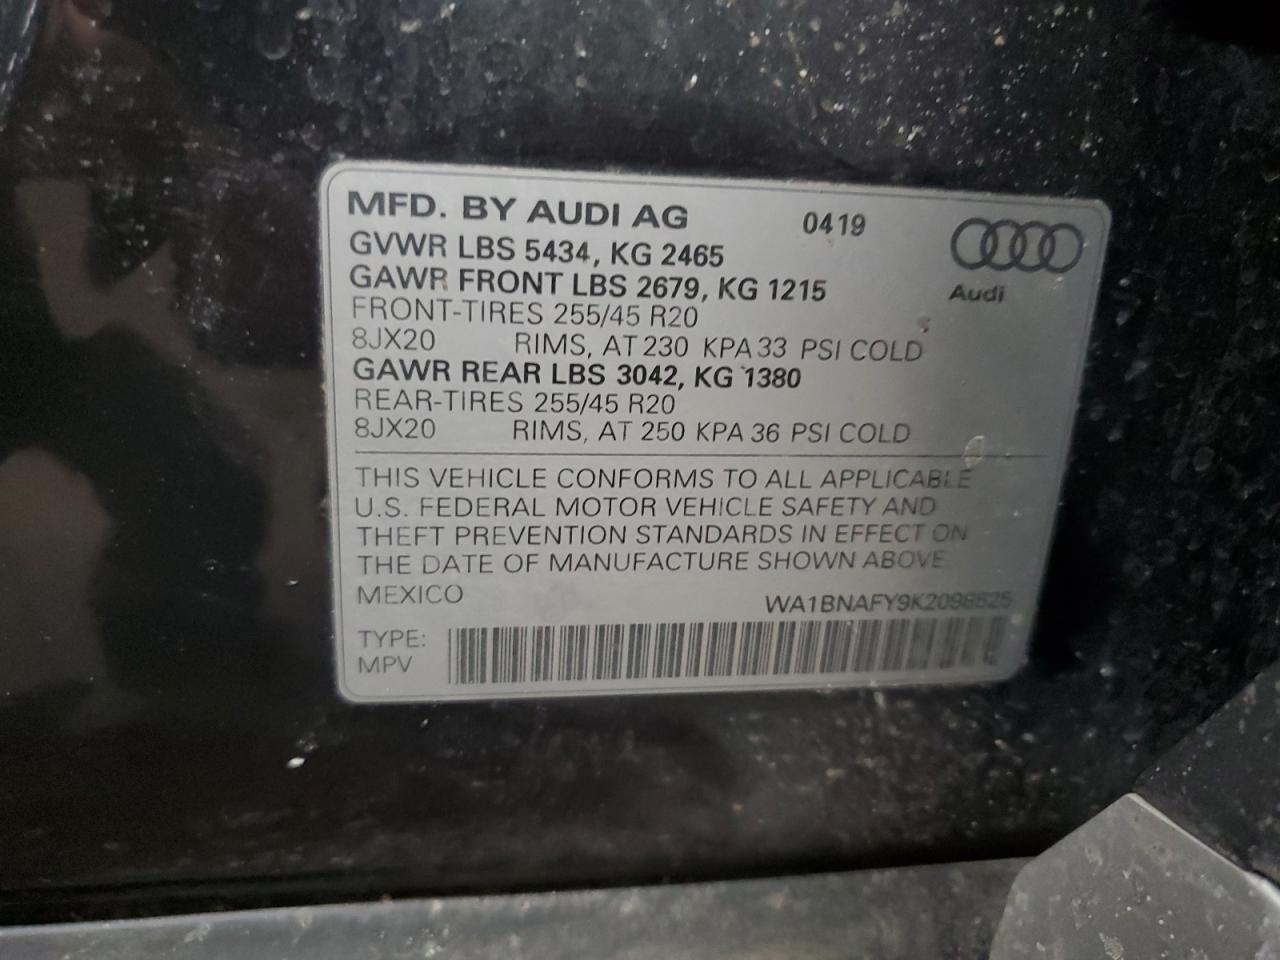 MFD. BY AUDI AG 0419
GVWR LBS 5434, KG 2465
GAWR FRONT LBS 2679, KG 1215
Audi
FRONT-TIRES 255/45 R20
8JX20 RIMS, AT 230 KPA 33 PSI COLD
GAWR REAR LBS 3042, KG 1380
REAR-TIRES 255/45 R20
8JX20 RIMS, AT 250 KPA 36 PSI COLD
THIS VEHICLE CONFORMS TO ALL APPLICABLE
U.S. FEDERAL MOTOR VEHICLE SAFETY AND
THEFT PREVENTION STANDARDS IN EFFECT ON
THE DATE OF MANUFACTURE SHOWN ABOVE.
MEXICO
WA1BNAFY9K2098525
TYPE:
MPV